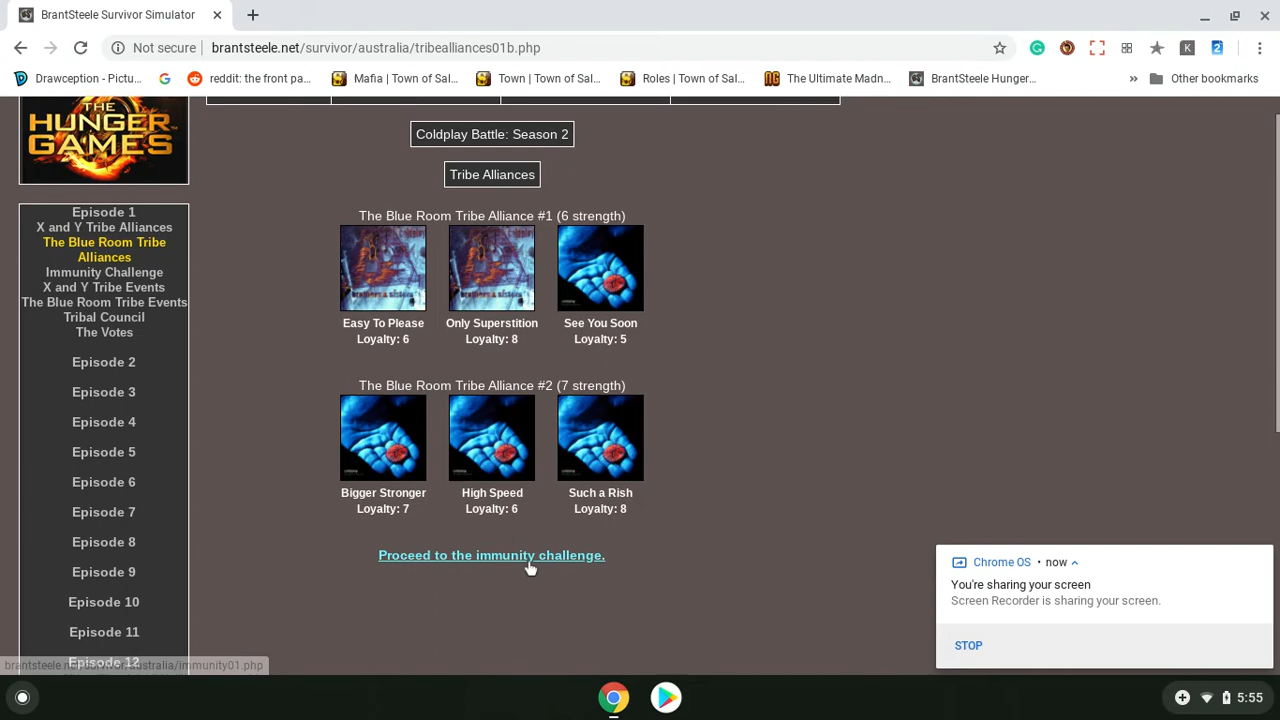 BrantSteele Survivor Simulator
Not secure | brantsteele.net/survivor/australia/tribealliances01b.php
Drawception - Pictu... reddit: the front pa... Mafia | Town of Sal... Town | Town of Sal... Roles | Town of Sal... The Ultimate Madn... BrantSteele Hunger... » Other bookmarks
THE
HUNGER
GAMES
Coldplay Battle: Season 2
Tribe Alliances
The Blue Room Tribe Alliance #1 (6 strength)
Easy To Please Only Superstition See You Soon
Loyalty: 6 Loyalty: 8 Loyalty: 5
The Blue Room Tribe Alliance #2 (7 strength)
Bigger Stronger High Speed Such a Rish
Loyalty: 7 Loyalty: 6 Loyalty: 8
Proceed to the immunity challenge.
Episode 1
X and Y Tribe Alliances
The Blue Room Tribe
Alliances
Immunity Challenge
X and Y Tribe Events
The Blue Room Tribe Events
Tribal Council
The Votes
Episode 2
Episode 3
Episode 4
Episode 5
Episode 6
Episode 7
Episode 8
Episode 9
Episode 10
Episode 11
Episode 12
brantsteele.net/survivor/australia/immunity01.php
Chrome OS • now
You're sharing your screen
Screen Recorder is sharing your screen.
STOP
5:55